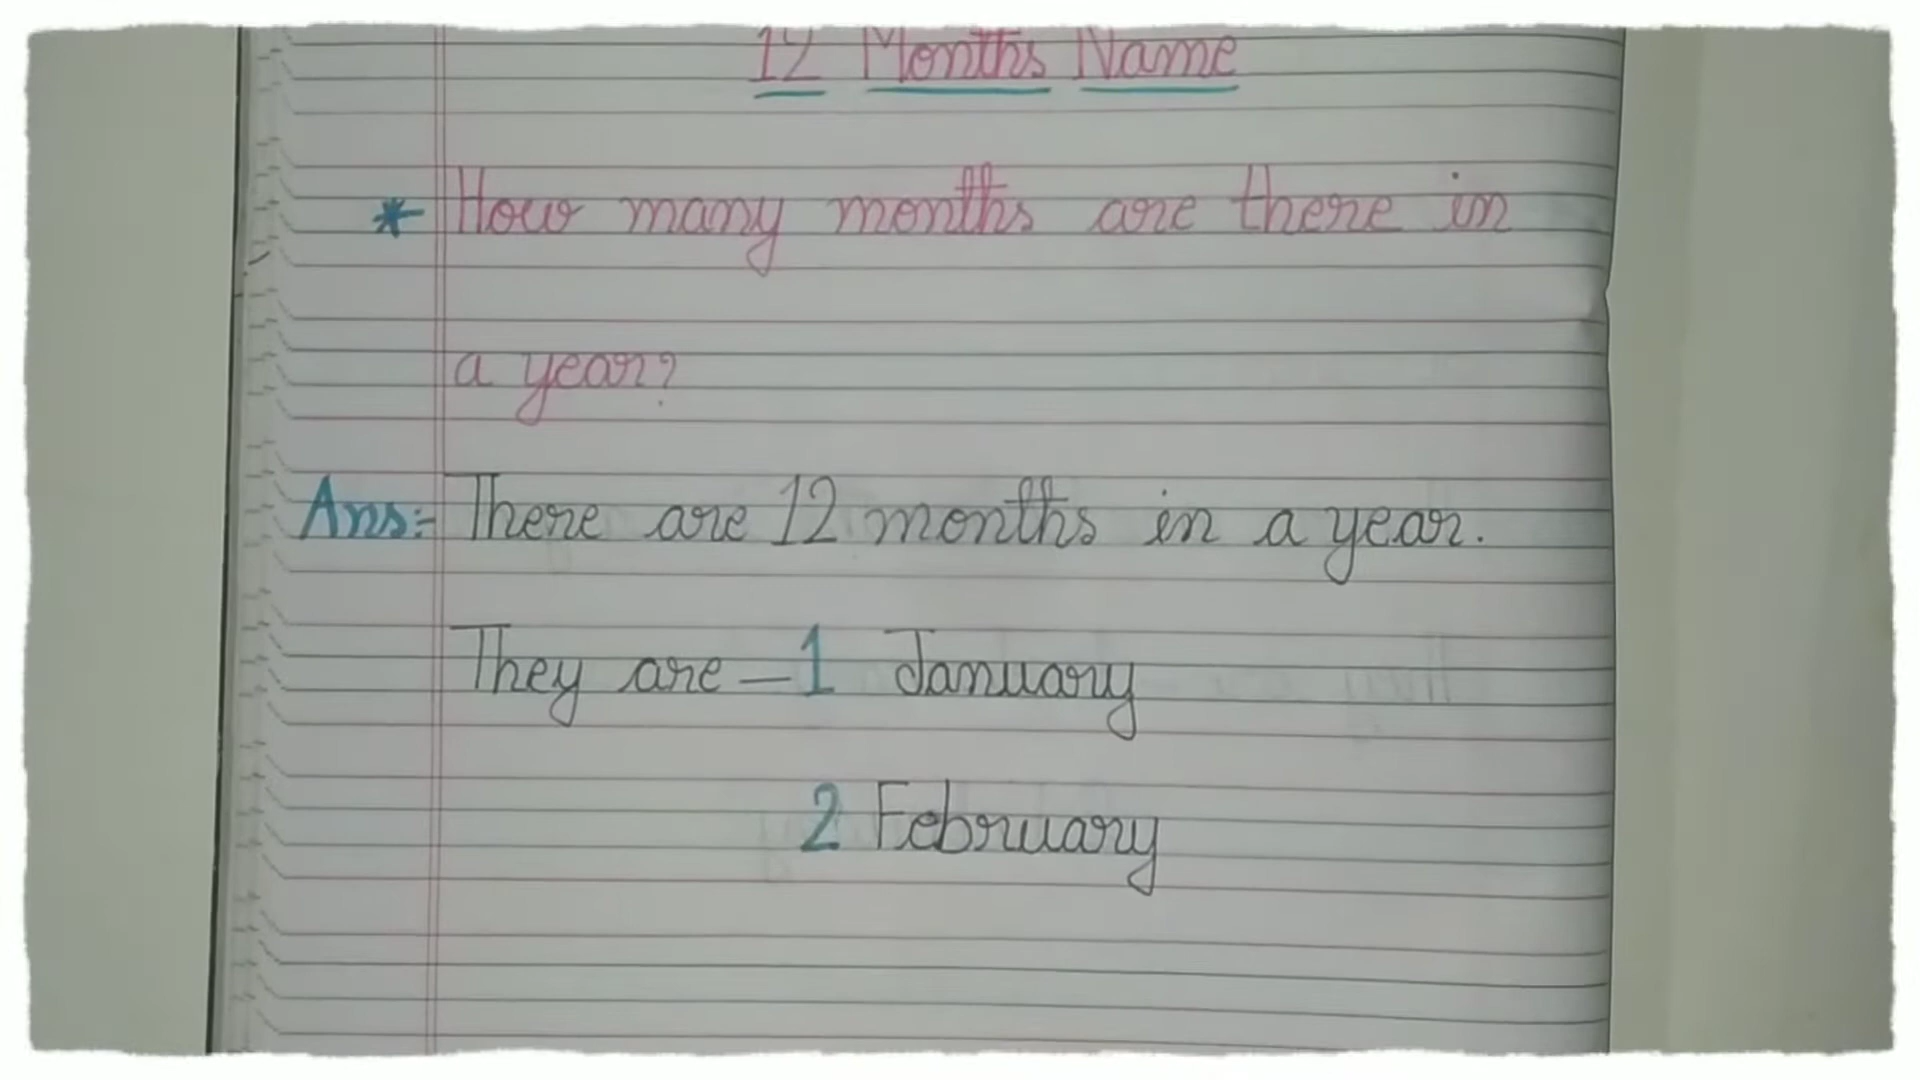 12 Months Name
* How many months are there in
a year?
Ans:- There are 12 months in a year.
They are – 1 January
2 February